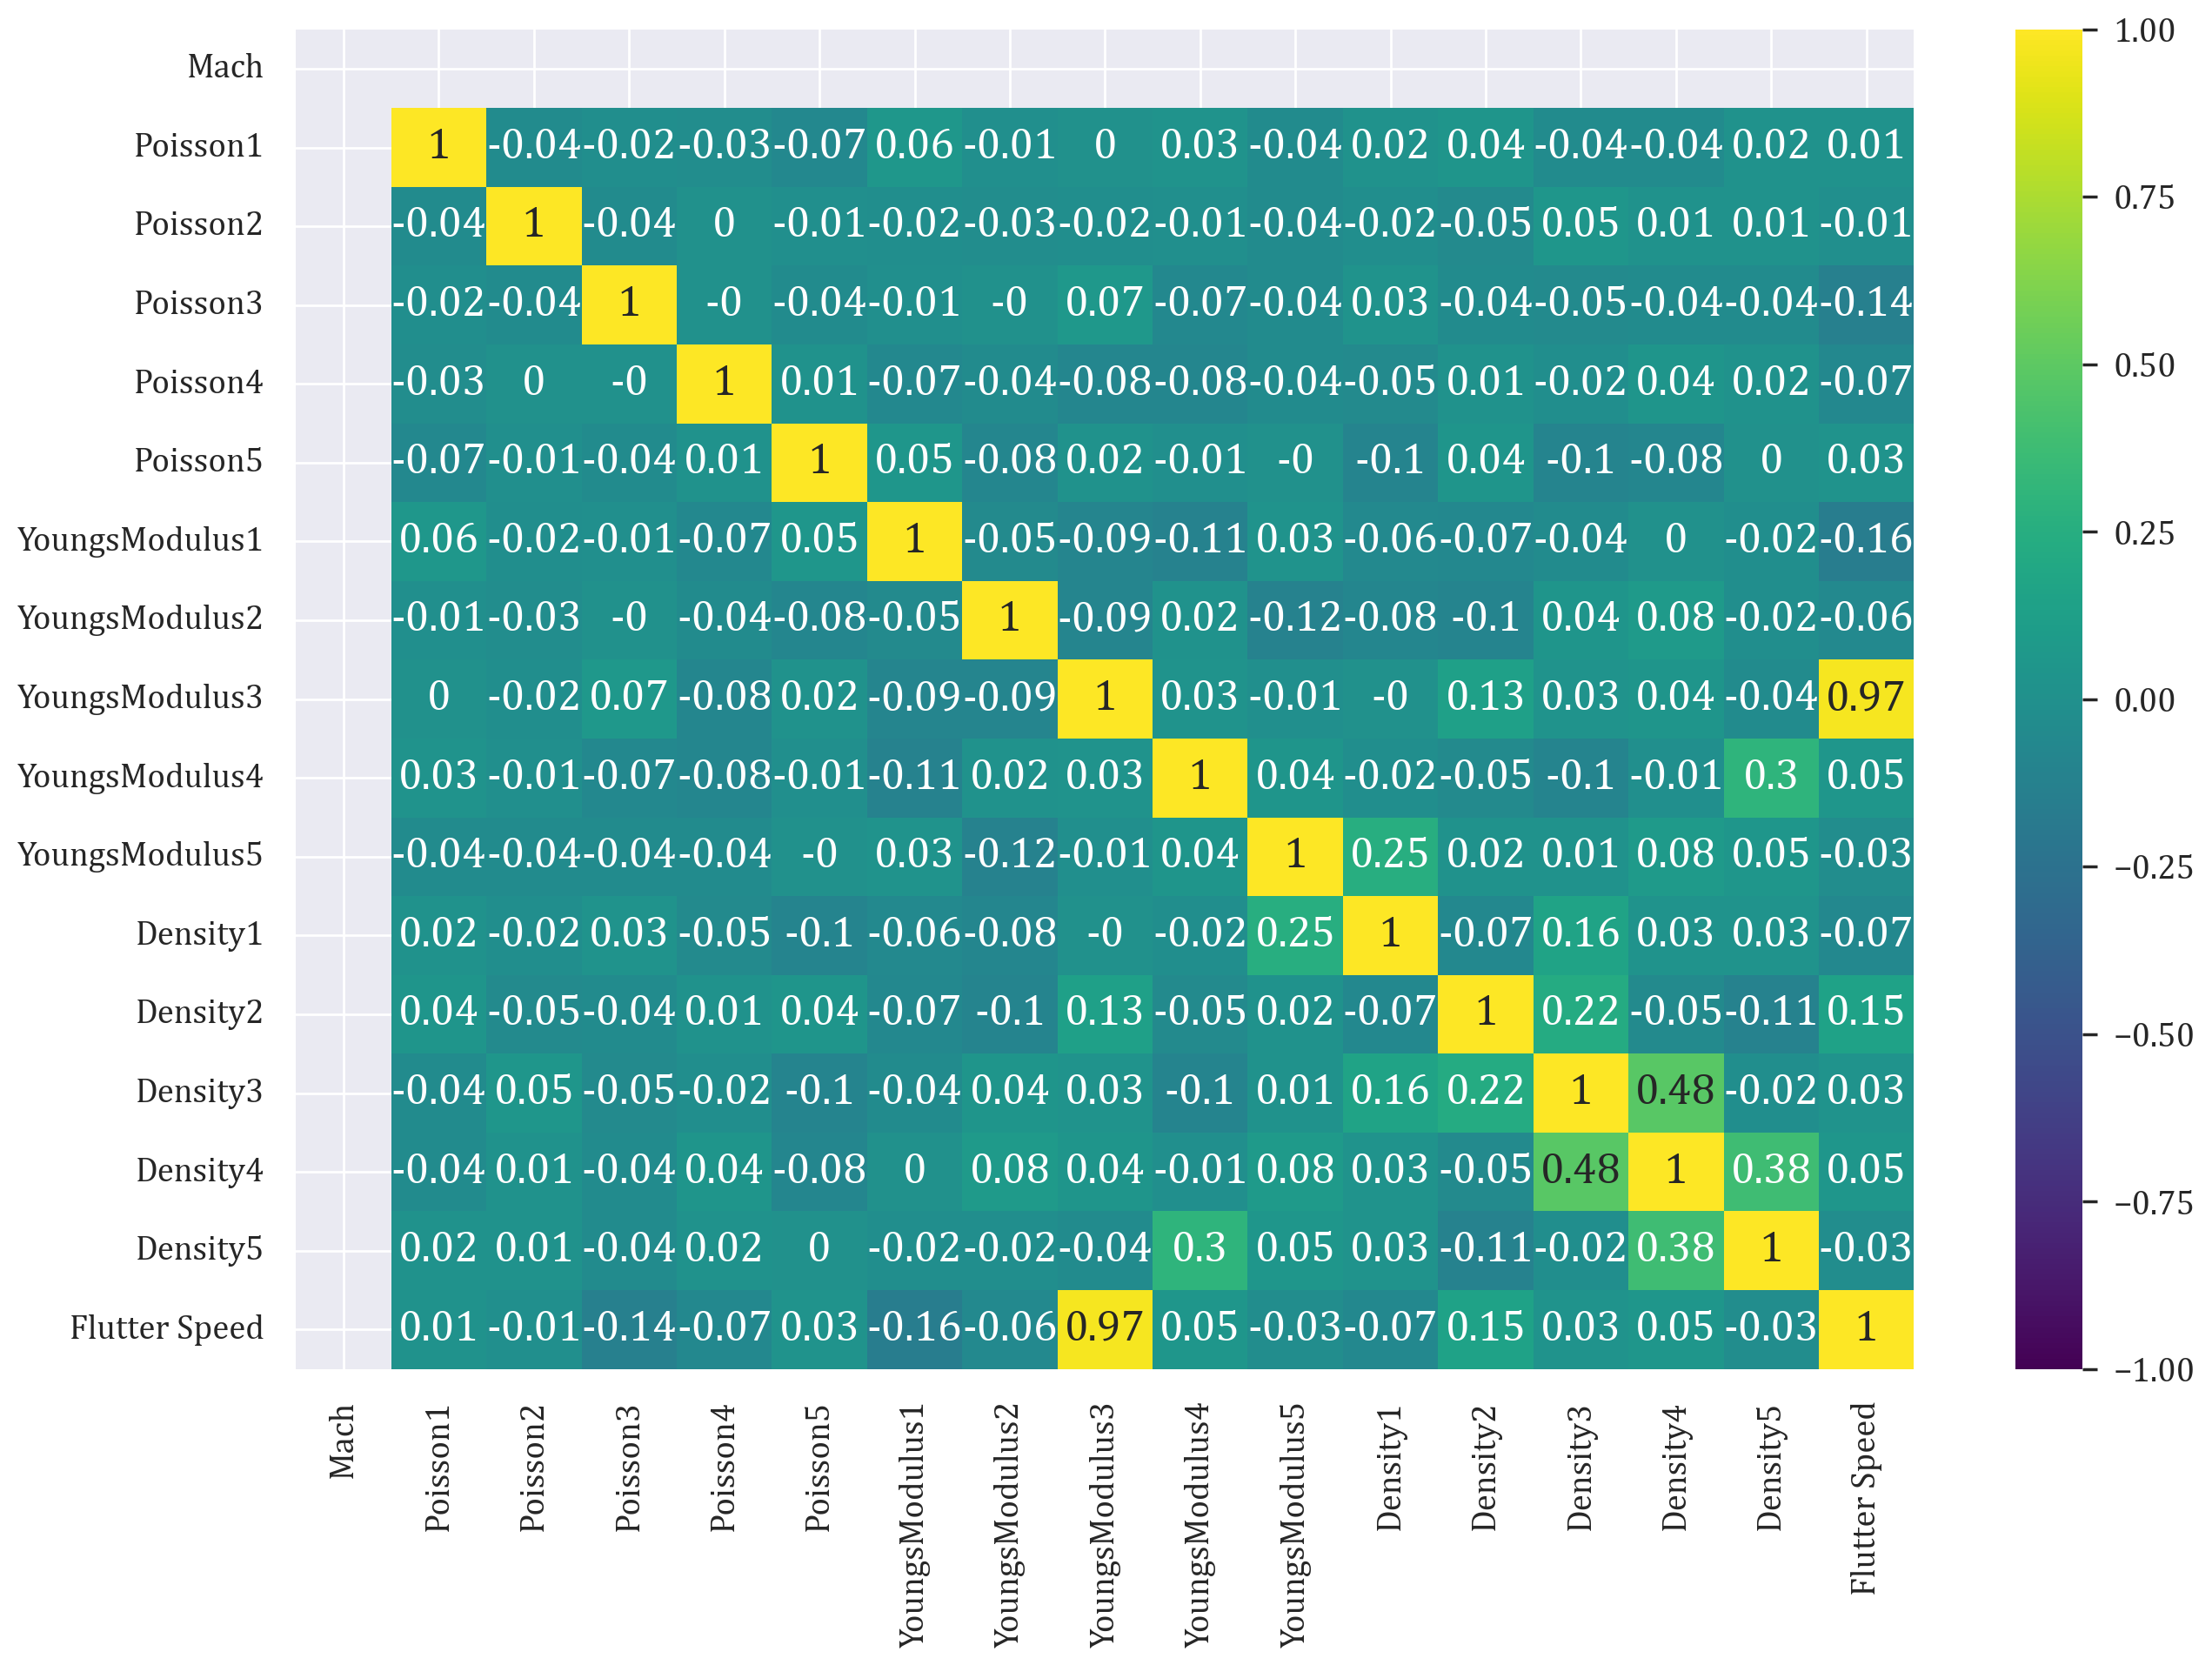 Mach
Poisson1 1 -0.04 -0.02 -0.03 -0.07 0.06 -0.01 0 0.03 -0.04 0.02 0.04 -0.04 -0.04 0.02 0.01
Poisson2 -0.04 1 -0.04 0 -0.01 -0.02 -0.03 -0.02 -0.01 -0.04 -0.02 -0.05 0.05 0.01 0.01 -0.01
Poisson3 -0.02 -0.04 1 -0 -0.04 -0.01 -0 0.07 -0.07 -0.04 0.03 -0.04 -0.05 -0.04 -0.04 -0.14
Poisson4 -0.03 0 -0 1 0.01 -0.07 -0.04 -0.08 -0.08 -0.04 -0.05 0.01 -0.02 0.04 0.02 -0.07
Poisson5 -0.07 -0.01 -0.04 0.01 1 0.05 -0.08 0.02 -0.01 -0 -0.1 0.04 -0.1 -0.08 0 0.03
YoungsModulus1 0.06 -0.02 -0.01 -0.07 0.05 1 -0.05 -0.09 -0.11 0.03 -0.06 -0.07 -0.04 0 -0.02 -0.16
YoungsModulus2 -0.01 -0.03 -0 -0.04 -0.08 -0.05 1 -0.09 0.02 -0.12 -0.08 -0.1 0.04 0.08 -0.02 -0.06
YoungsModulus3 0 -0.02 0.07 -0.08 0.02 -0.09 -0.09 1 0.03 -0.01 -0 0.13 0.03 0.04 -0.04 0.97
YoungsModulus4 0.03 -0.01 -0.07 -0.08 -0.01 -0.11 0.02 0.03 1 0.04 -0.02 -0.05 -0.1 -0.01 0.3 0.05
YoungsModulus5 -0.04 -0.04 -0.04 -0.04 -0 0.03 -0.12 -0.01 0.04 1 0.25 0.02 0.01 0.08 0.05 -0.03
Density1 0.02 -0.02 0.03 -0.05 -0.1 -0.06 -0.08 -0 -0.02 0.25 1 -0.07 0.16 0.03 0.03 -0.07
Density2 0.04 -0.05 -0.04 0.01 0.04 -0.07 -0.1 0.13 -0.05 0.02 -0.07 1 0.22 -0.05 -0.11 0.15
Density3 -0.04 0.05 -0.05 -0.02 -0.1 -0.04 0.04 0.03 -0.1 0.01 0.16 0.22 1 0.48 -0.02 0.03
Density4 -0.04 0.01 -0.04 0.04 -0.08 0 0.08 0.04 -0.01 0.08 0.03 -0.05 0.48 1 0.38 0.05
Density5 0.02 0.01 -0.04 0.02 0 -0.02 -0.02 -0.04 0.3 0.05 0.03 -0.11 -0.02 0.38 1 -0.03
Flutter Speed 0.01 -0.01 -0.14 -0.07 0.03 -0.16 -0.06 0.97 0.05 -0.03 -0.07 0.15 0.03 0.05 -0.03 1
Mach
Poisson1
Poisson2
Poisson3
Poisson4
Poisson5
YoungsModulus1
YoungsModulus2
YoungsModulus3
YoungsModulus4
YoungsModulus5
Density1
Density2
Density3
Density4
Density5
Flutter Speed
1.00
0.75
0.50
0.25
0.00
−0.25
−0.50
−0.75
−1.00